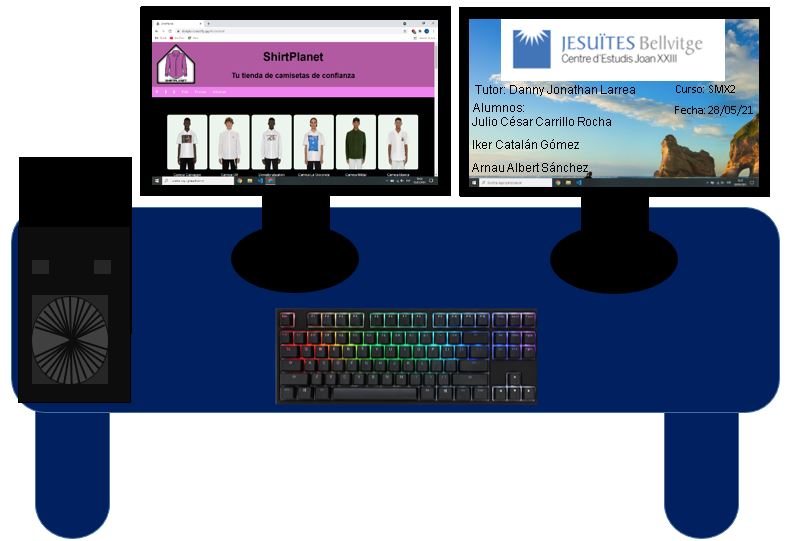 ShirtPlanet
Tu tienda de camisetas de confianza
SHIRTPLANET
JESUÏTES Bellvitge
Centre d'Estudis Joan XXIII
Tutor: Danny Jonathan Larrea
Curso: SMX2
Alumnos:
Fecha: 28/05/21
Julio César Carrillo Rocha
Iker Catalán Gómez
Arnau Albert Sánchez